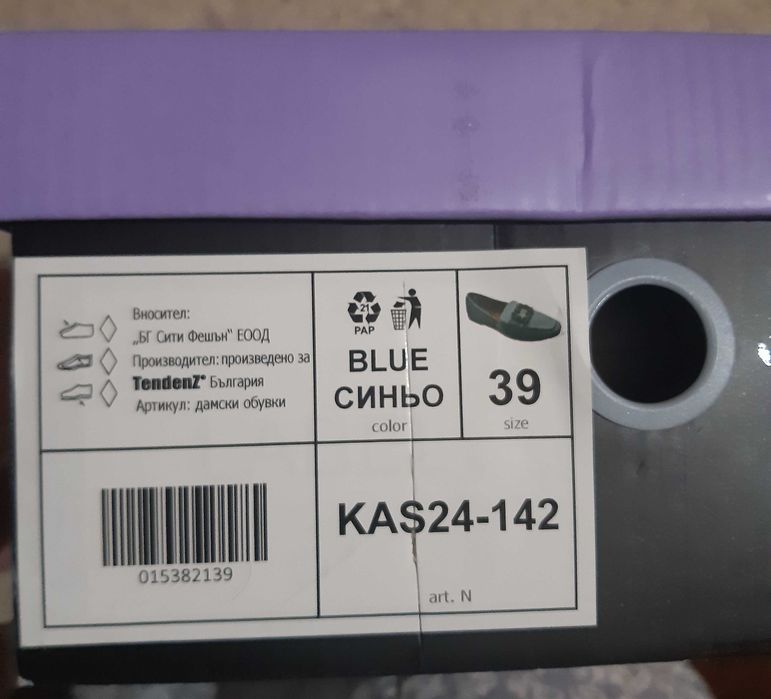 Вносител:
„БГ Сити Фешън" ЕООД
Производител: произведено за
TendenZ® България
Артикул: дамски обувки
21
PAP
BLUE
СИНЬО
color
39
size
015382139
KAS24-142
art. N